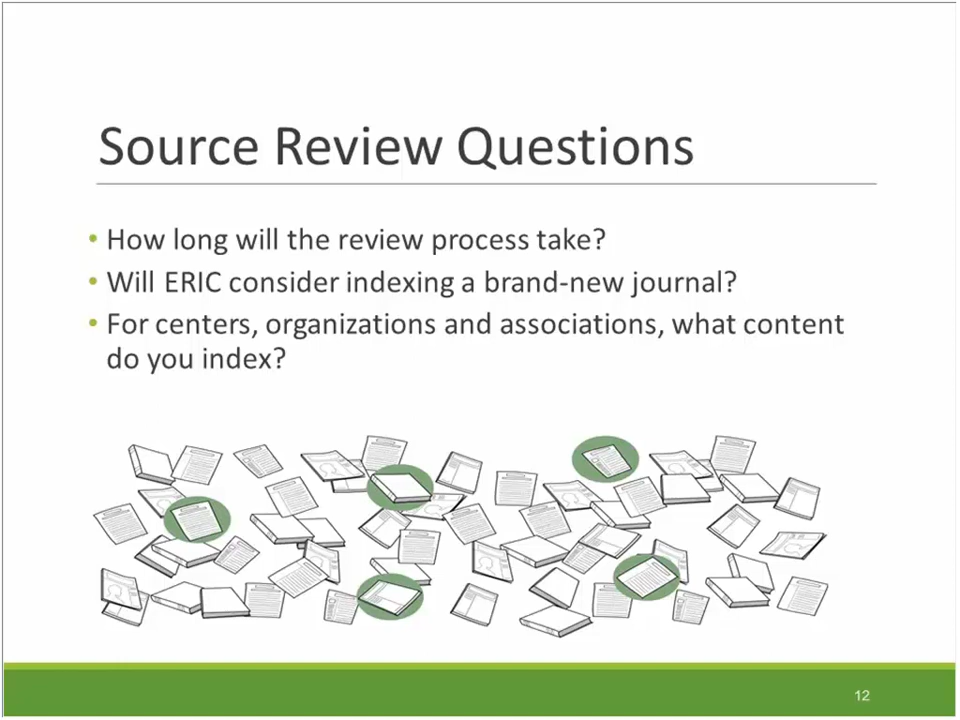 Source Review Questions
• How long will the review process take?
• Will ERIC consider indexing a brand-new journal?
• For centers, organizations and associations, what content
do you index?
12